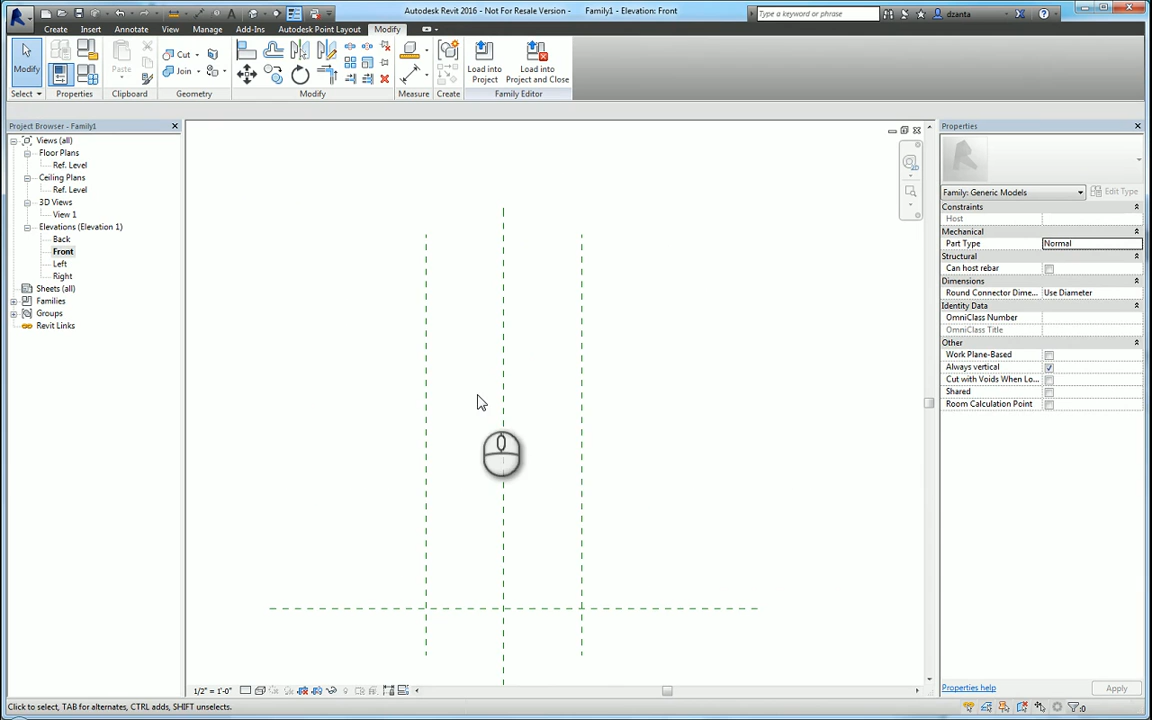 Autodesk Revit 2016 - Not For Resale Version - Family1 - Elevation: Front
Type a keyword or phrase
dzanta
Create Insert Annotate View Manage Add-Ins Autodesk Point Layout Modify
Modify
Paste
Cut
Join
Load into Project
Load into Project and Close
Select Properties Clipboard Geometry Modify Measure Create Family Editor
Project Browser - Family1
Views (all)
Floor Plans
Ref. Level
Ceiling Plans
Ref. Level
3D Views
View 1
Elevations (Elevation 1)
Back
Front
Left
Right
Sheets (all)
Families
Groups
Revit Links
Properties
Family: Generic Models
Edit Type
Constraints
Host
Mechanical
Part Type Normal
Structural
Can host rebar
Dimensions
Round Connector Dime... Use Diameter
Identity Data
OmniClass Number
OmniClass Title
Other
Work Plane-Based
Always vertical
Cut with Voids When Lo...
Shared
Room Calculation Point
Properties help
Apply
1/2" = 1'-0"
Click to select, TAB for alternates, CTRL adds, SHIFT unselects.
:0